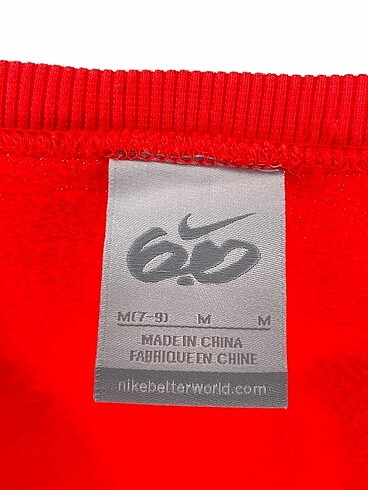 6.0
M(7-9) M M
MADE IN CHINA
FABRIQUE EN CHINE
nikebetterworld.com